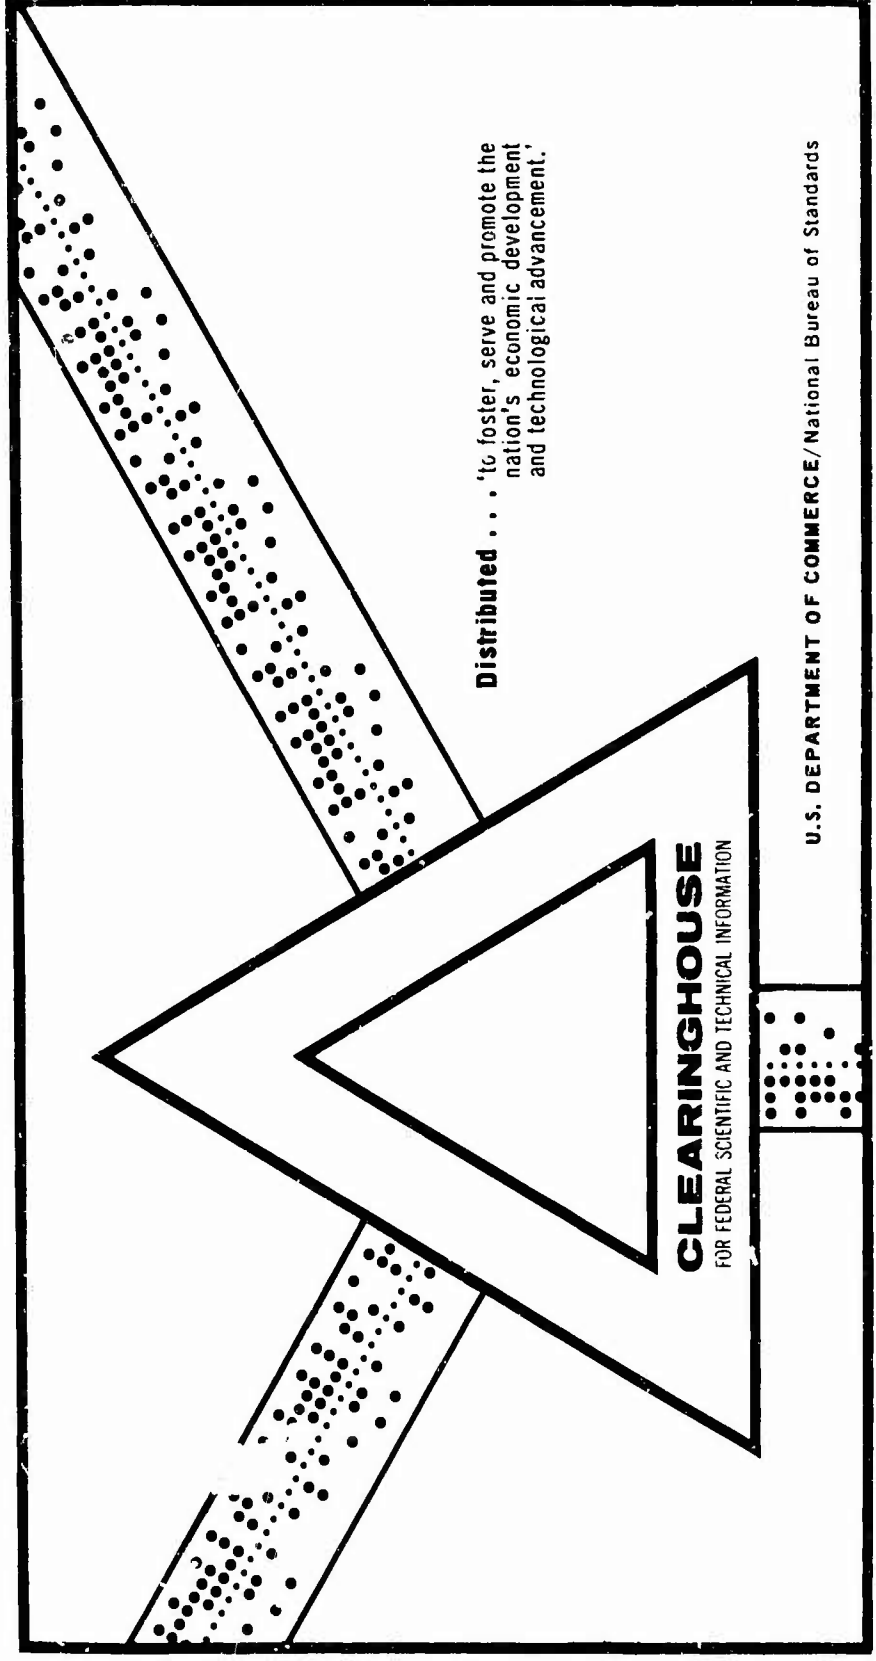 Distributed .... 'to foster, serve and promote the
nation's economic development
and technological advancement.'
CLEARINGHOUSE
FOR FEDERAL SCIENTIFIC AND TECHNICAL INFORMATION
U.S. DEPARTMENT OF COMMERCE/National Bureau of Standards